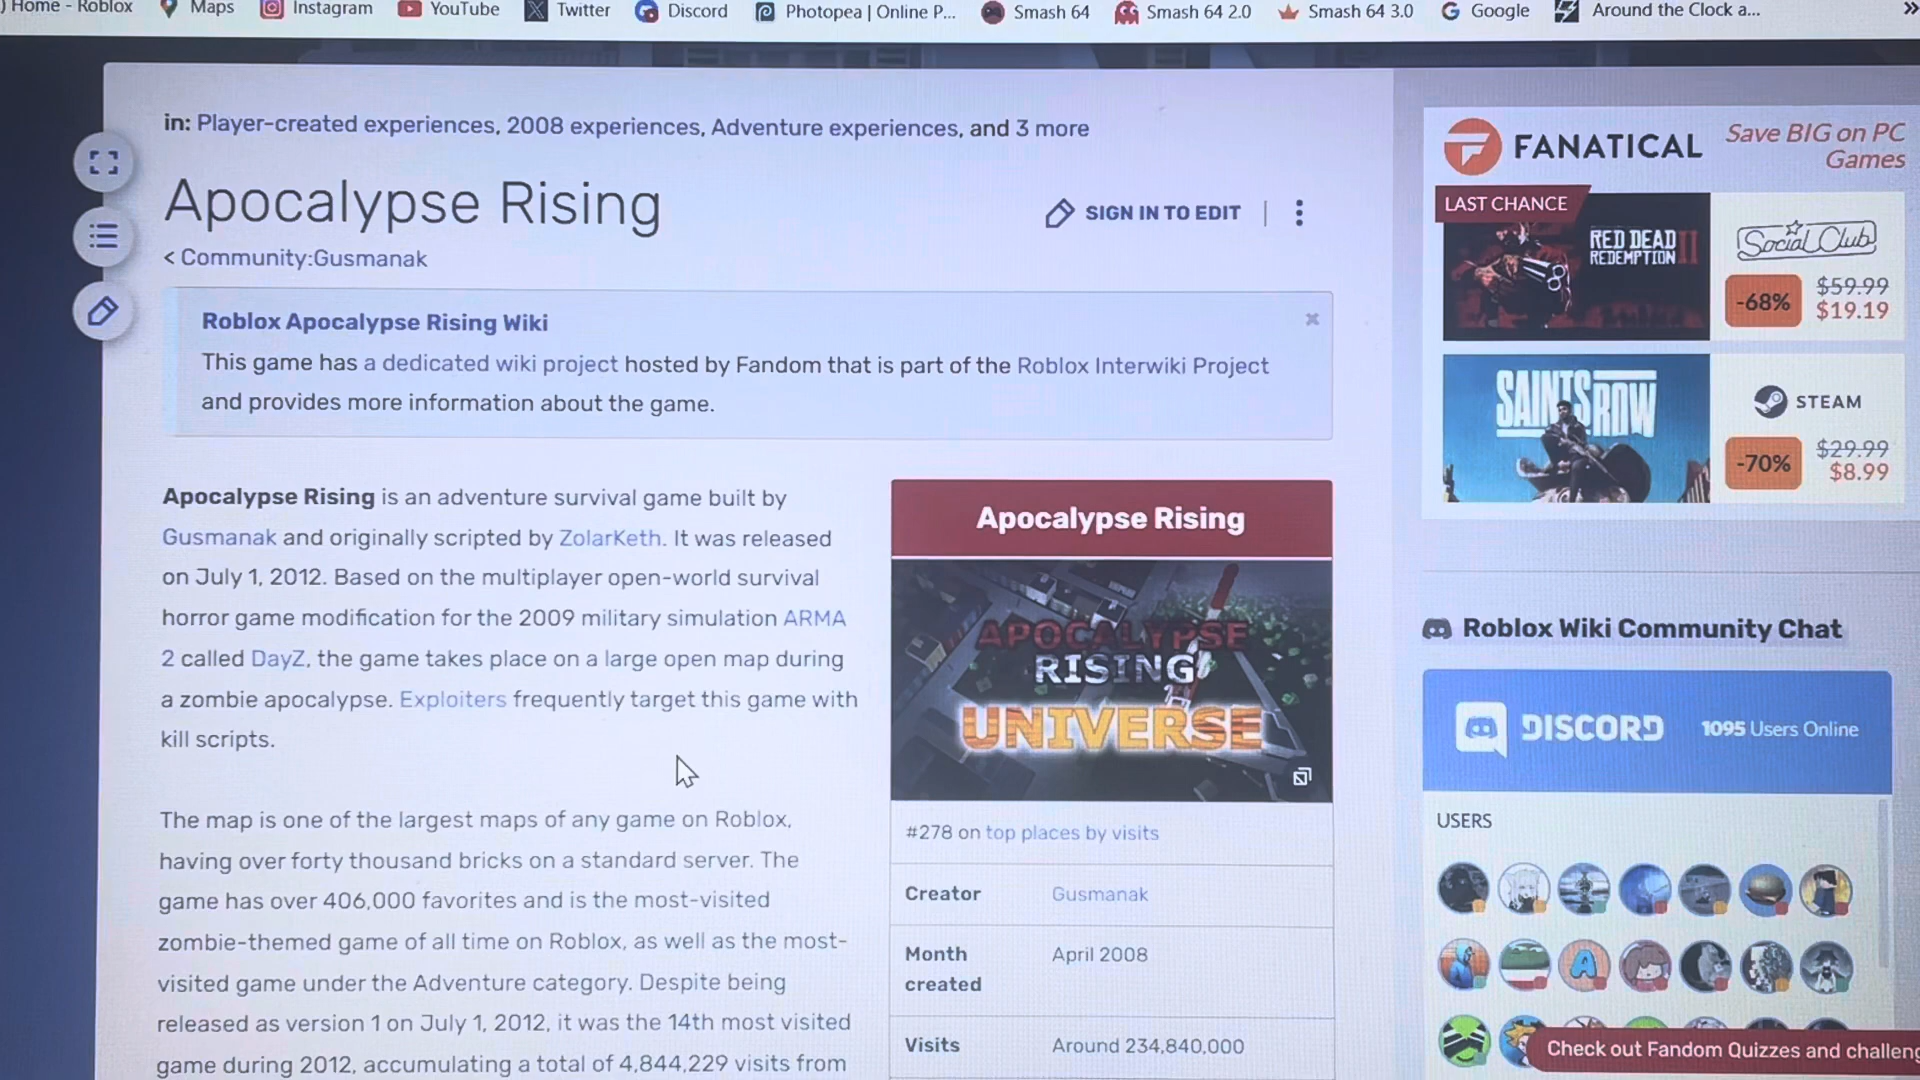 ) Home - Roblox Maps Instagram YouTube Twitter Discord Photopea | Online P... Smash 64 Smash 64 2.0 Smash 64 3.0 Google Around the Clock a... »
in: Player-created experiences, 2008 experiences, Adventure experiences, and 3 more
Apocalypse Rising
SIGN IN TO EDIT
< Community:Gusmanak
Roblox Apocalypse Rising Wiki
This game has a dedicated wiki project hosted by Fandom that is part of the Roblox Interwiki Project
and provides more information about the game.
Apocalypse Rising is an adventure survival game built by
Gusmanak and originally scripted by ZolarKeth. It was released
on July 1, 2012. Based on the multiplayer open-world survival
horror game modification for the 2009 military simulation ARMA
2 called DayZ, the game takes place on a large open map during
a zombie apocalypse. Exploiters frequently target this game with
kill scripts.
The map is one of the largest maps of any game on Roblox,
having over forty thousand bricks on a standard server. The
game has over 406,000 favorites and is the most-visited
zombie-themed game of all time on Roblox, as well as the most-
visited game under the Adventure category. Despite being
released as version 1 on July 1, 2012, it was the 14th most visited
game during 2012, accumulating a total of 4,844,229 visits from
Apocalypse Rising
APOCALYPSE
RISING
UNIVERSE
#278 on top places by visits
Creator Gusmanak
Month
created
April 2008
Visits Around 234,840,000
FANATICAL
Save BIG on PC
Games
LAST CHANCE
RED DEAD
REDEMPTION II
Social Club
-68%
$59.99
$19.19
SAINTS ROW
STEAM
-70%
$29.99
$8.99
Roblox Wiki Community Chat
DISCORD 1095 Users Online
USERS
A
Check out Fandom Quizzes and challeng